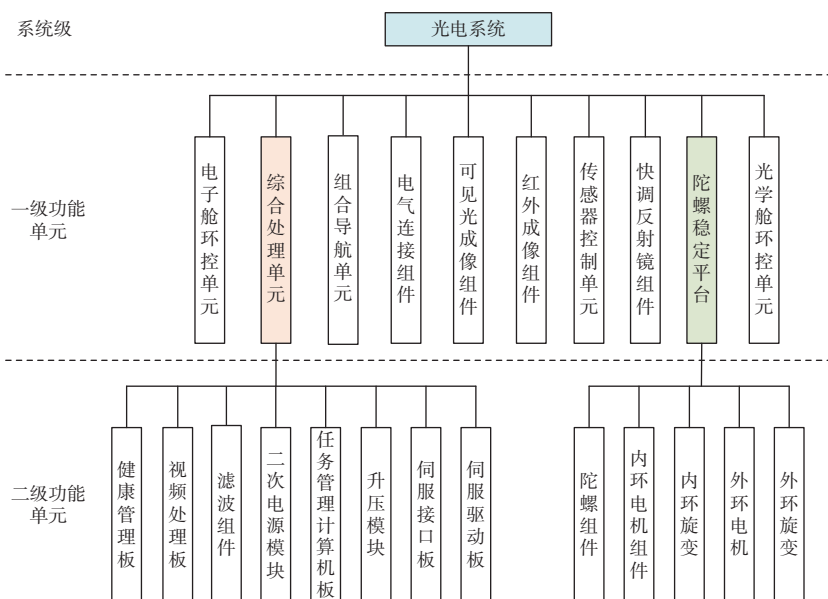 系统级
光电系统
一级功能
单元
电子舱环控单元
综合处理单元
组合导航单元
电气连接组件
可见光成像组件
红外成像组件
传感器控制单元
快调反射镜组件
陀螺稳定平台
光学舱环控单元
二级功能
单元
健康管理板
视频处理板
滤波组件
二次电源模块
任务管理计算机板
升压模块
伺服接口板
伺服驱动板
陀螺组件
内环电机组件
内环旋变
外环电机
外环旋变